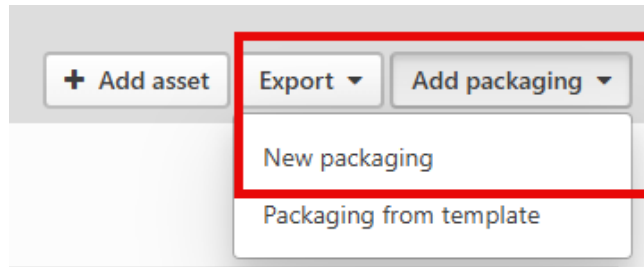 + Add asset Export Add packaging
New packaging
Packaging from template